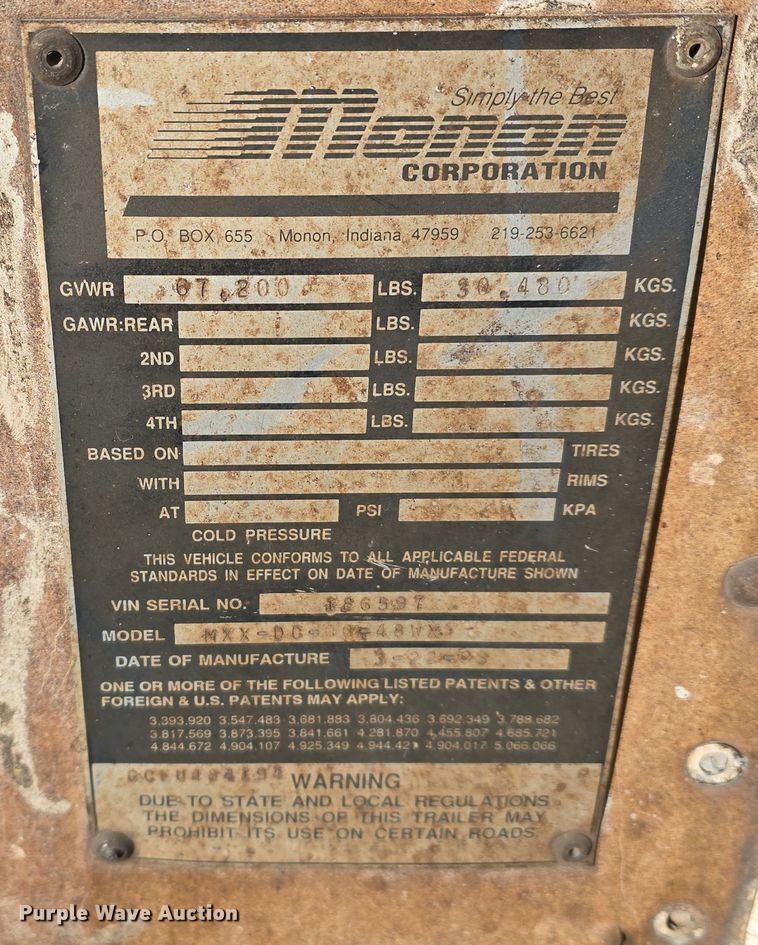 Simply the Best
Monon
CORPORATION
P.O. BOX 655 Monon, Indiana 47959 219-253-6621
GVWR 67,200 LBS. 30,480 KGS.
GAWR:REAR LBS. KGS.
2ND LBS. KGS.
3RD LBS. KGS.
4TH LBS. KGS.
BASED ON TIRES
WITH RIMS
AT PSI KPA
COLD PRESSURE
THIS VEHICLE CONFORMS TO ALL APPLICABLE FEDERAL
STANDARDS IN EFFECT ON DATE OF MANUFACTURE SHOWN
VIN SERIAL NO. 186597
MODEL
DATE OF MANUFACTURE
ONE OR MORE OF THE FOLLOWING LISTED PATENTS & OTHER
FOREIGN & U.S. PATENTS MAY APPLY:
3.393.920 3.547.483 3.681.883 3.804.436 3.692.349 3.788.682
3.817.569 3.873.395 3.841.661 4.281.870 4.455.807 4.685.721
4.844.672 4.904.107 4.925.349 4.944.421 4.904.017 5.066.066
WARNING
DUE TO STATE AND LOCAL REGULATIONS
THE DIMENSIONS OF THIS TRAILER MAY
PROHIBIT ITS USE ON CERTAIN ROADS.
Purple Wave Auction